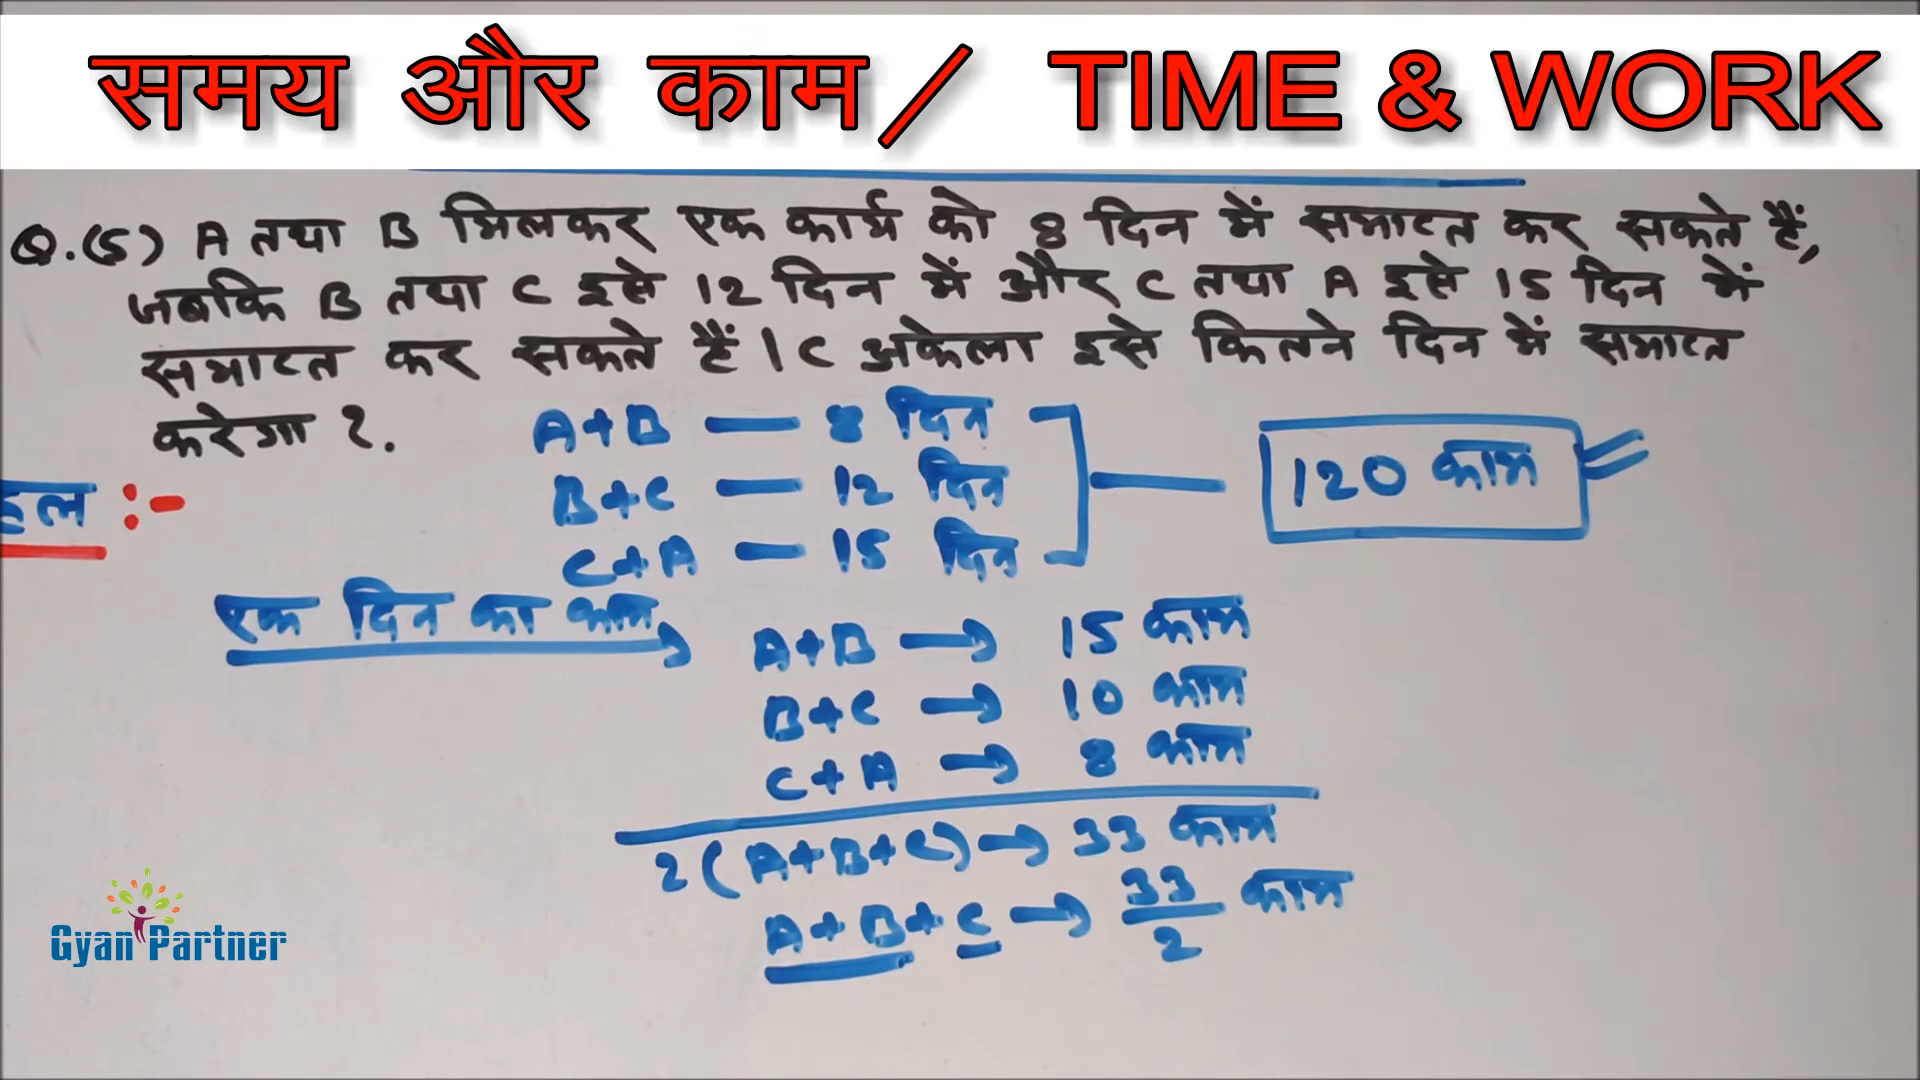 समय और काम / TIME & WORK
Q.(5) A तथा B मिलकर एक कार्य को 8 दिन में समाप्त कर सकते हैं,
जबकि B तथा C इसे 12 दिन में और C तथा A इसे 15 दिन में
समाप्त कर सकते हैं । C अकेला इसे कितने दिन में समाप्त
करेगा ?.
हल :-
A+B — 8 दिन
B+C — 12 दिन
C+A — 15 दिन
120 काम
एक दिन का काम
A+B → 15 काम
B+C → 10 काम
C+A → 8 काम
2(A+B+C) → 33 काम
A+B+C → 33/2 काम
Gyan Partner